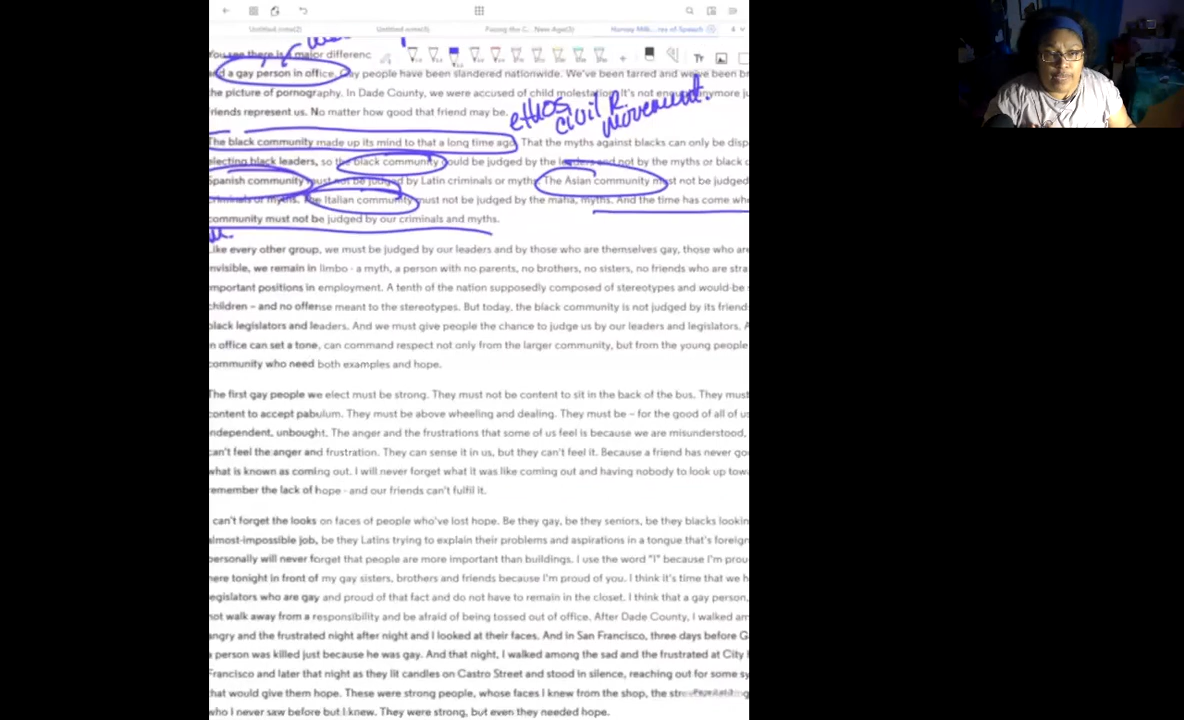 Untitled.nnw(2) Untitled.nnw(3) Facing the C... New Age(3) Harvey Milk...res of Speech 4
You see there is a major differenc
nd a gay person in office. Gay people have been slandered nationwide. We've been tarred and we've been br
the picture of pornography. In Dade County, we were accused of child molestation. It's not enough anymore ju
friends represent us. No matter how good that friend may be.
ethos
civil R.
movement.
The black community made up its mind to that a long time ago. That the myths against blacks can only be disp
electing black leaders, so the black community could be judged by the leaders and not by the myths or black c
Spanish community must not be judged by Latin criminals or myths. The Asian community must not be judged
criminals or myths. The Italian community must not be judged by the mafia, myths. And the time has come whe
community must not be judged by our criminals and myths.
Like every other group, we must be judged by our leaders and by those who are themselves gay, those who are
invisible, we remain in limbo - a myth, a person with no parents, no brothers, no sisters, no friends who are stra
mportant positions in employment. A tenth of the nation supposedly composed of stereotypes and would-be
children – and no offense meant to the stereotypes. But today, the black community is not judged by its friend
black legislators and leaders. And we must give people the chance to judge us by our leaders and legislators. A
n office can set a tone, can command respect not only from the larger community, but from the young people
community who need both examples and hope.
The first gay people we elect must be strong. They must not be content to sit in the back of the bus. They must
content to accept pabulum. They must be above wheeling and dealing. They must be – for the good of all of us
ndependent, unbought. The anger and the frustrations that some of us feel is because we are misunderstood,
can't feel the anger and frustration. They can sense it in us, but they can't feel it. Because a friend has never go
what is known as coming out. I will never forget what it was like coming out and having nobody to look up tow
remember the lack of hope - and our friends can't fulfil it.
can't forget the looks on faces of people who've lost hope. Be they gay, be they seniors, be they blacks lookin
almost-impossible job, be they Latins trying to explain their problems and aspirations in a tongue that's foreign
personally will never forget that people are more important than buildings. I use the word "I" because I'm prou
here tonight in front of my gay sisters, brothers and friends because I'm proud of you. I think it's time that we h
egislators who are gay and proud of that fact and do not have to remain in the closet. I think that a gay person,
not walk away from a responsibility and be afraid of being tossed out of office. After Dade County, I walked am
angry and the frustrated night after night and I looked at their faces. And in San Francisco, three days before G
a person was killed just because he was gay. And that night, I walked among the sad and the frustrated at City H
Francisco and later that night as they lit candles on Castro Street and stood in silence, reaching out for some sy
that would give them hope. These were strong people, whose faces I knew from the shop, the
who I never saw before but I knew. They were strong, but even they needed hope.